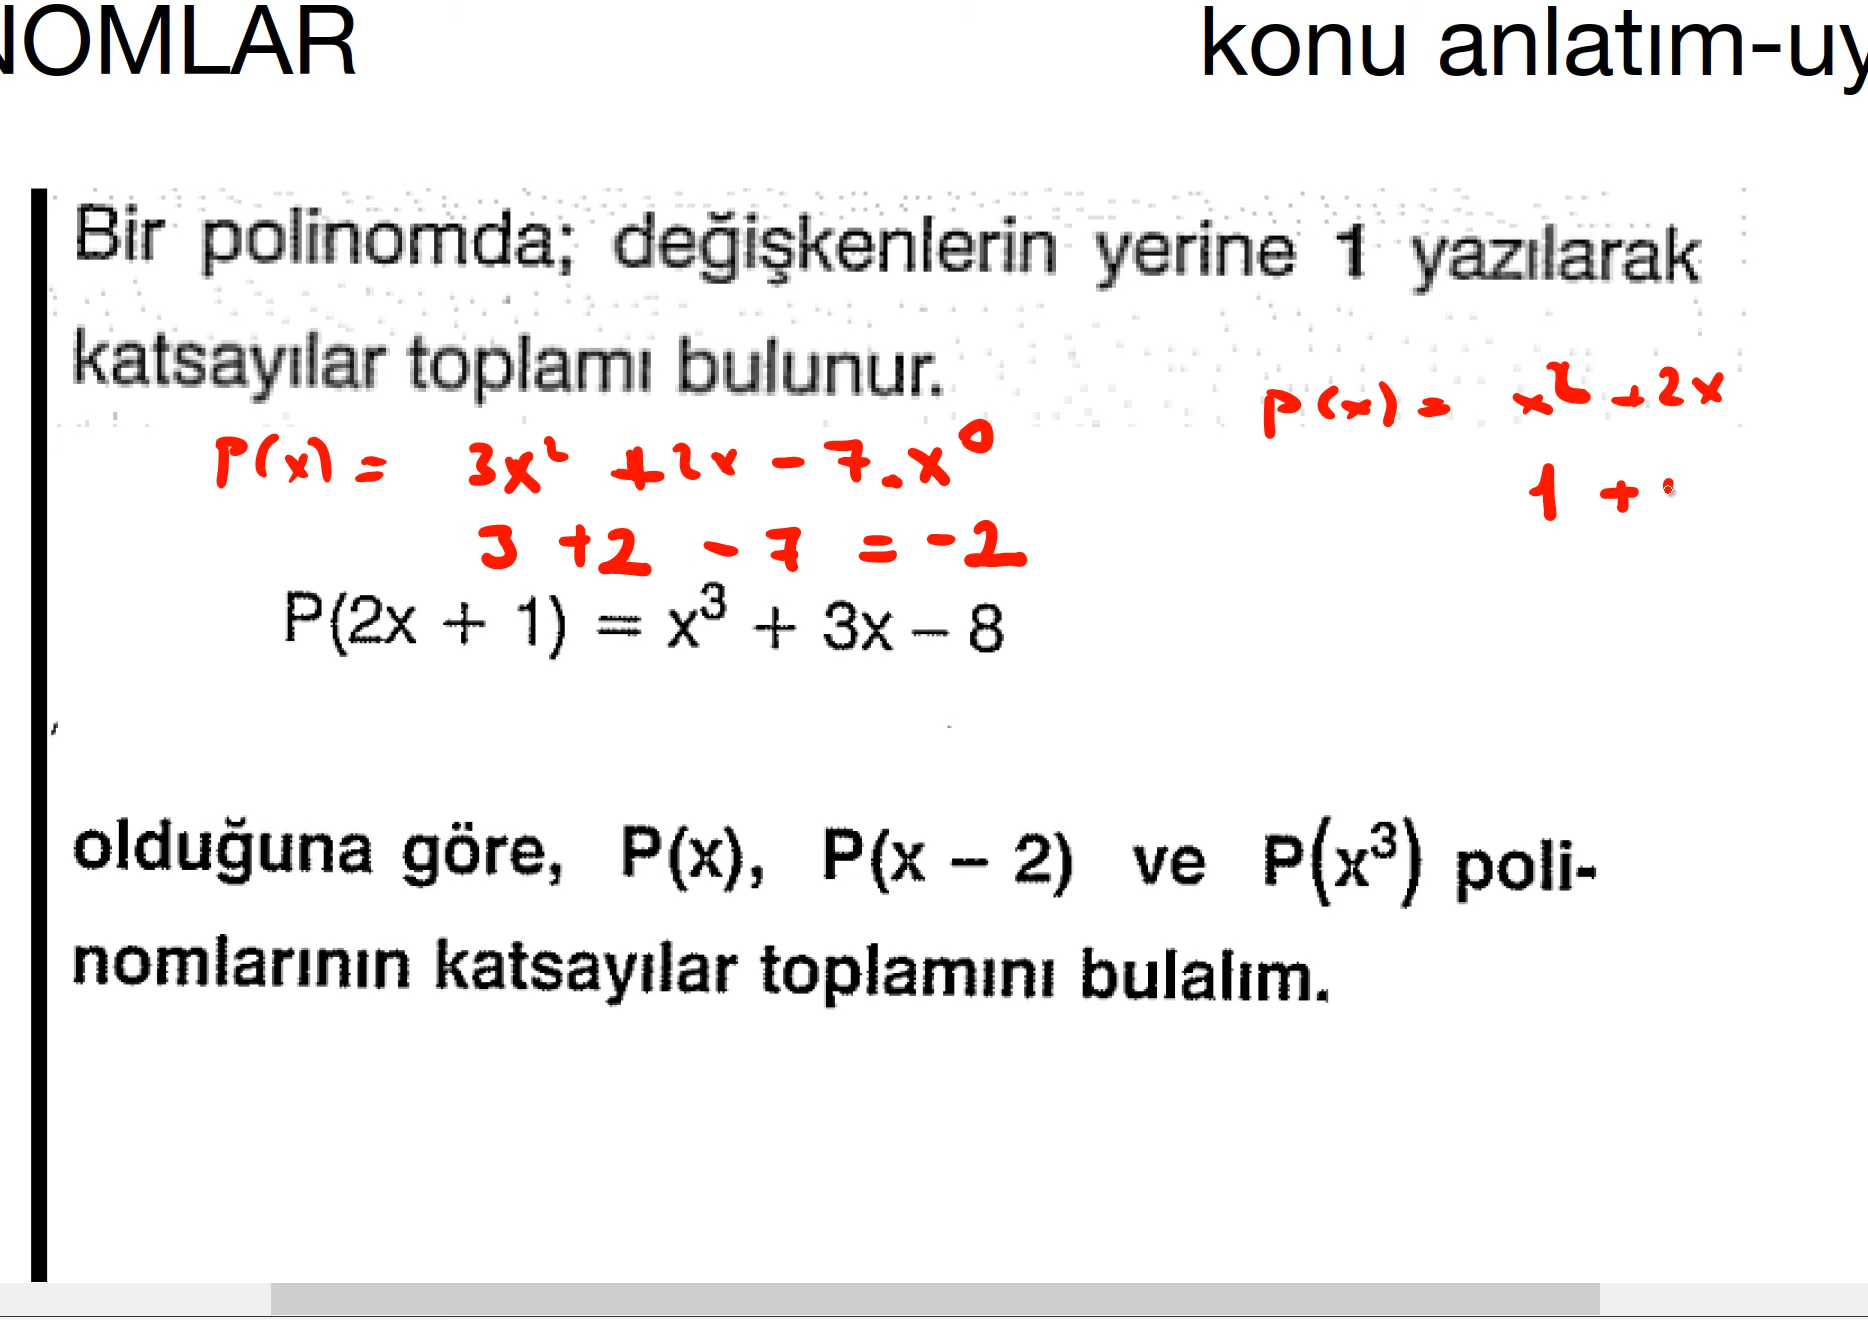 NOMLAR
konu anlatım-uy
Bir polinomda; değişkenlerin yerine 1 yazılarak
katsayılar toplamı bulunur.
P(x) = x² + 2x
P(x) = 3x² + 2x - 7.x⁰
1 +
3 + 2 - 7 = -2
P(2x + 1) = x³ + 3x – 8
olduğuna göre, P(x), P(x – 2) ve P(x³) poli-
nomlarının katsayılar toplamını bulalım.